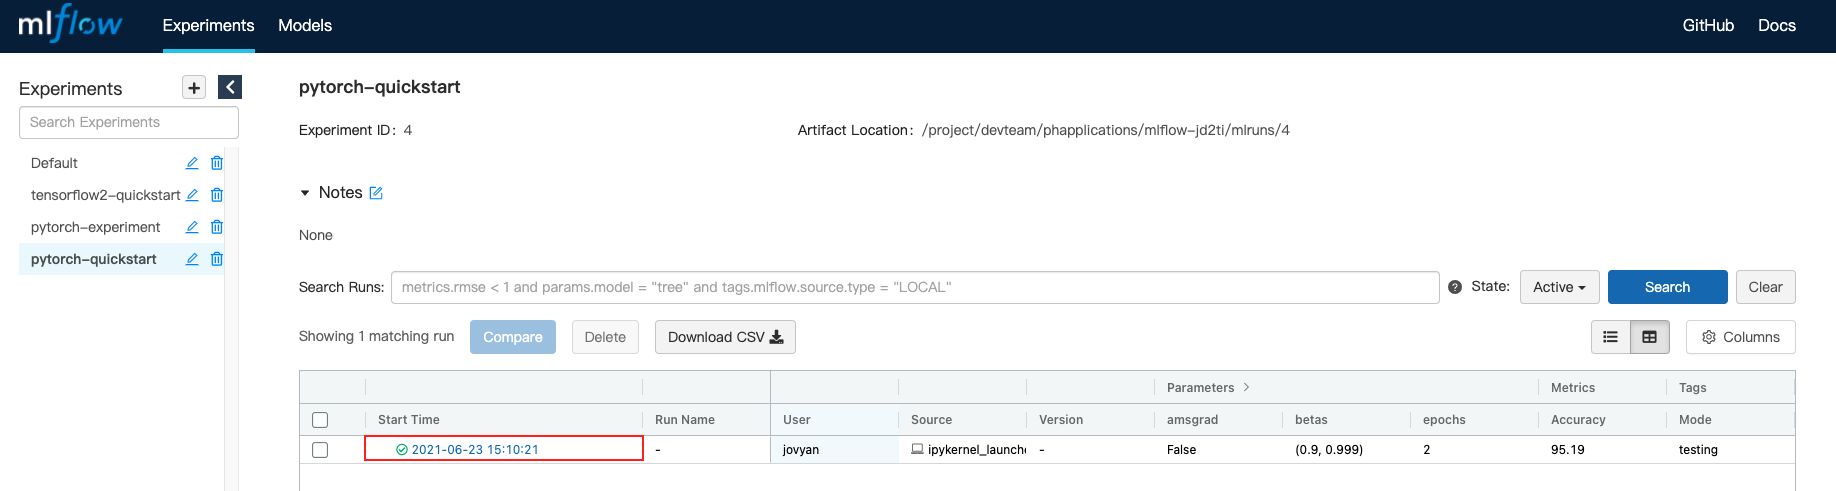 mlflow Experiments Models GitHub Docs
Experiments
Search Experiments
Default
tensorflow2-quickstart
pytorch-experiment
pytorch-quickstart
pytorch-quickstart
Experiment ID: 4 Artifact Location: /project/devteam/phapplications/mlflow-jd2ti/mlruns/4
Notes
None
Search Runs: metrics.rmse < 1 and params.model = "tree" and tags.mlflow.source.type = "LOCAL" ? State: Active Search Clear
Showing 1 matching run Compare Delete Download CSV Columns
Parameters > Metrics Tags
Start Time Run Name User Source Version amsgrad betas epochs Accuracy Mode
2021-06-23 15:10:21 - jovyan ipykernel_launche - False (0.9, 0.999) 2 95.19 testing